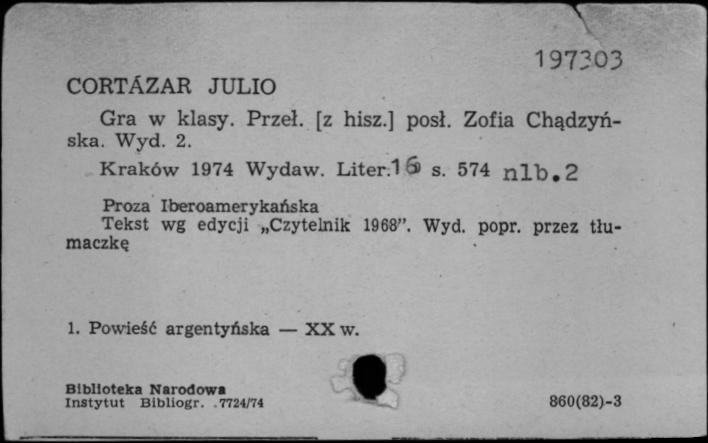 197303
CORTÁZAR JULIO
Gra w klasy. Przeł. [z hisz.] posł. Zofia Chądzyń-
ska. Wyd. 2.
Kraków 1974 Wydaw. Liter. 16 s. 574 nlb.2
Proza Iberoamerykańska
Tekst wg edycji „Czytelnik 1968”. Wyd. popr. przez tłu-
maczkę
1. Powieść argentyńska — XX w.
Biblioteka Narodowa
Instytut Bibliogr. .7724/74
860(82)-3